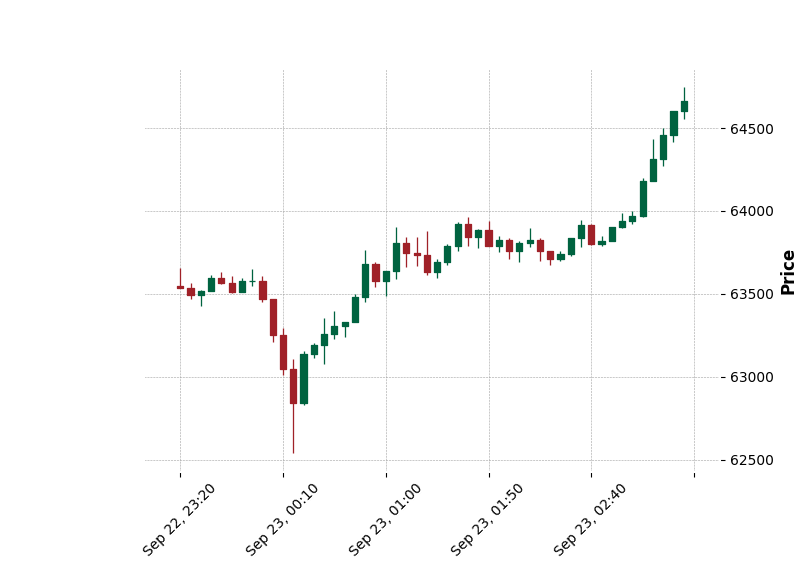 64500
64000
63500
63000
62500
Price
Sep 22, 23:20
Sep 23, 00:10
Sep 23, 01:00
Sep 23, 01:50
Sep 23, 02:40